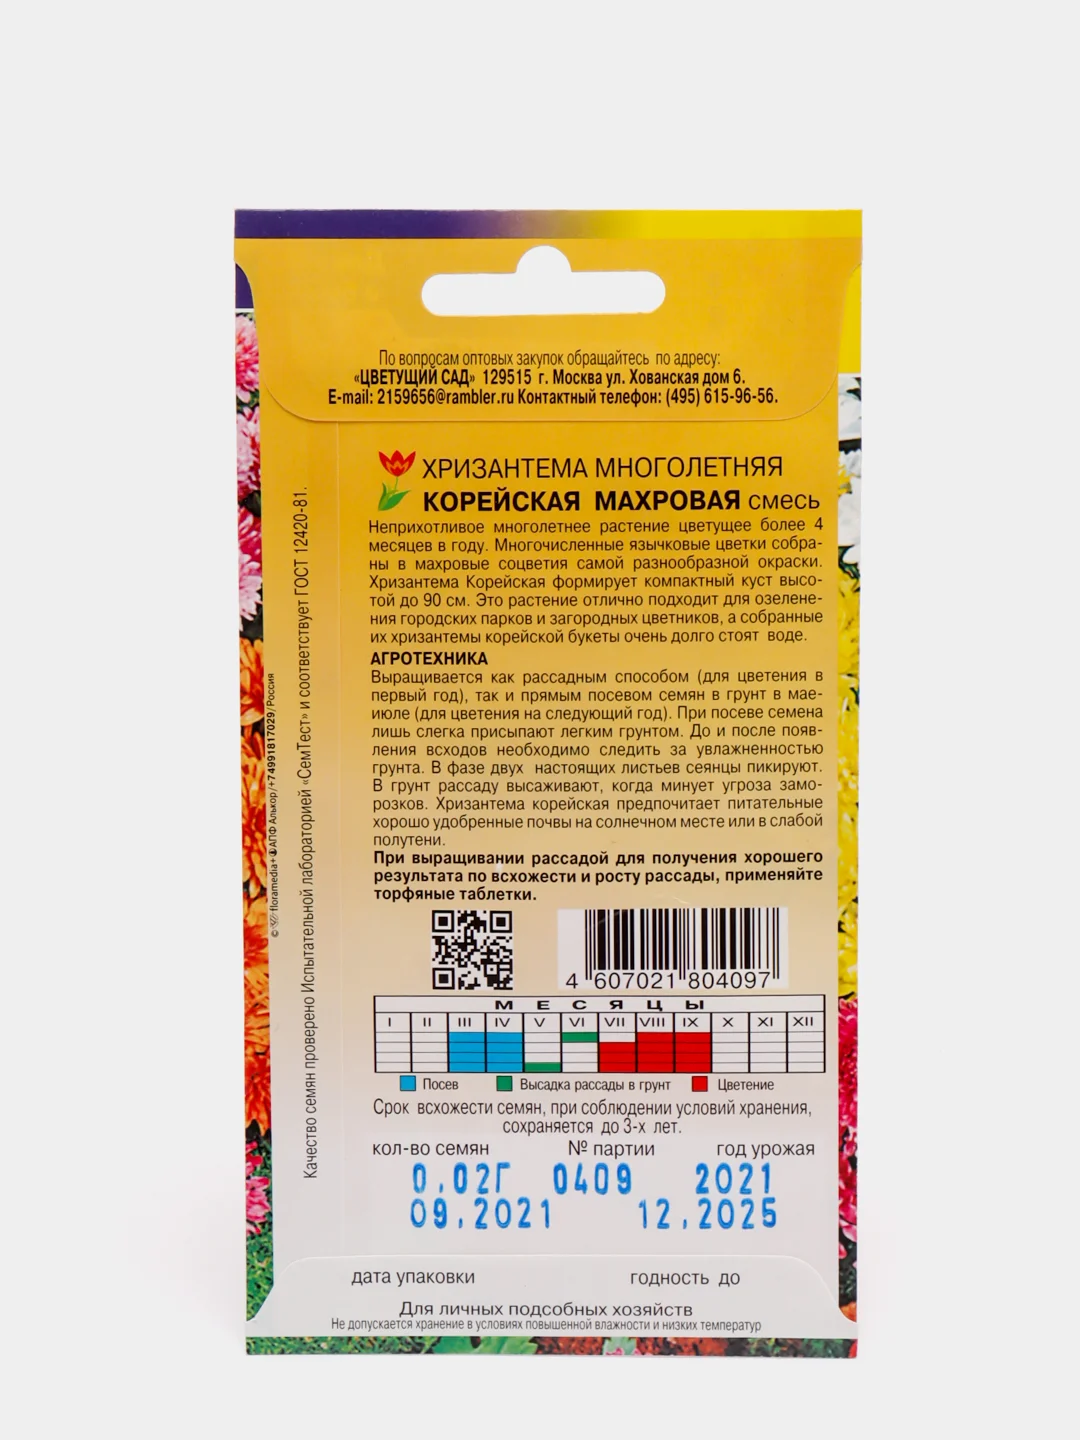 По вопросам оптовых закупок обращайтесь по адресу:
«ЦВЕТУЩИЙ САД» 129515 г. Москва ул. Хованская дом 6.
E-mail: 2159656@rambler.ru Контактный телефон: (495) 615-96-56.
ХРИЗАНТЕМА МНОГОЛЕТНЯЯ
КОРЕЙСКАЯ МАХРОВАЯ смесь
Неприхотливое многолетнее растение цветущее более 4
месяцев в году. Многочисленные язычковые цветки собра-
ны в махровые соцветия самой разнообразной окраски.
Хризантема Корейская формирует компактный куст высо-
той до 90 см. Это растение отлично подходит для озелене-
ния городских парков и загородных цветников, а собранные
их хризантемы корейской букеты очень долго стоят воде.
АГРОТЕХНИКА
Выращивается как рассадным способом (для цветения в
первый год), так и прямым посевом семян в грунт в мае-
июле (для цветения на следующий год). При посеве семена
лишь слегка присыпают легким грунтом. До и после появ-
ления всходов необходимо следить за увлажненностью
грунта. В фазе двух настоящих листьев сеянцы пикируют.
В грунт рассаду высаживают, когда минует угроза замо-
розков. Хризантема корейская предпочитает питательные
хорошо удобренные почвы на солнечном месте или в слабой
полутени.
При выращивании рассадой для получения хорошего
результата по всхожести и росту рассады, применяйте
торфяные таблетки.
4 607021 804097
МЕСЯЦЫ
I II III IV V VI VII VIII IX X XI XII
Посев Высадка рассады в грунт Цветение
Срок всхожести семян, при соблюдении условий хранения,
сохраняется до 3-х лет.
кол-во семян № партии год урожая
0.02Г 0409 2021
09.2021 12.2025
дата упаковки годность до
Для личных подсобных хозяйств
Не допускается хранение в условиях повышенной влажности и низких температур
Качество семян проверено Испытательной лабораторией «СемТест» и соответствует ГОСТ 12420-81.
floramedia+ АПФ Алькор/+74991817029/Россия